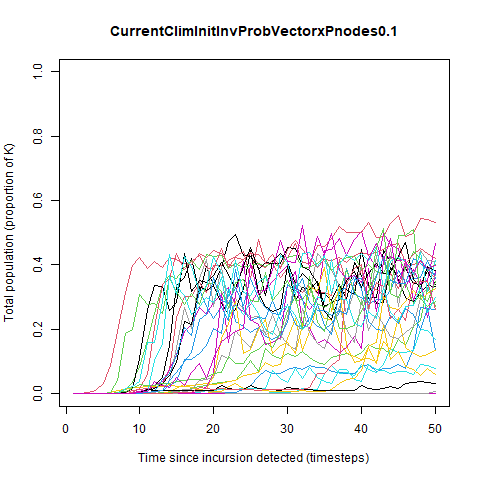 CurrentClimInitInvProbVectorxPnodes0.1
Total population (proportion of K)
1.0
0.8
0.6
0.4
0.2
0.0
0 10 20 30 40 50
Time since incursion detected (timesteps)